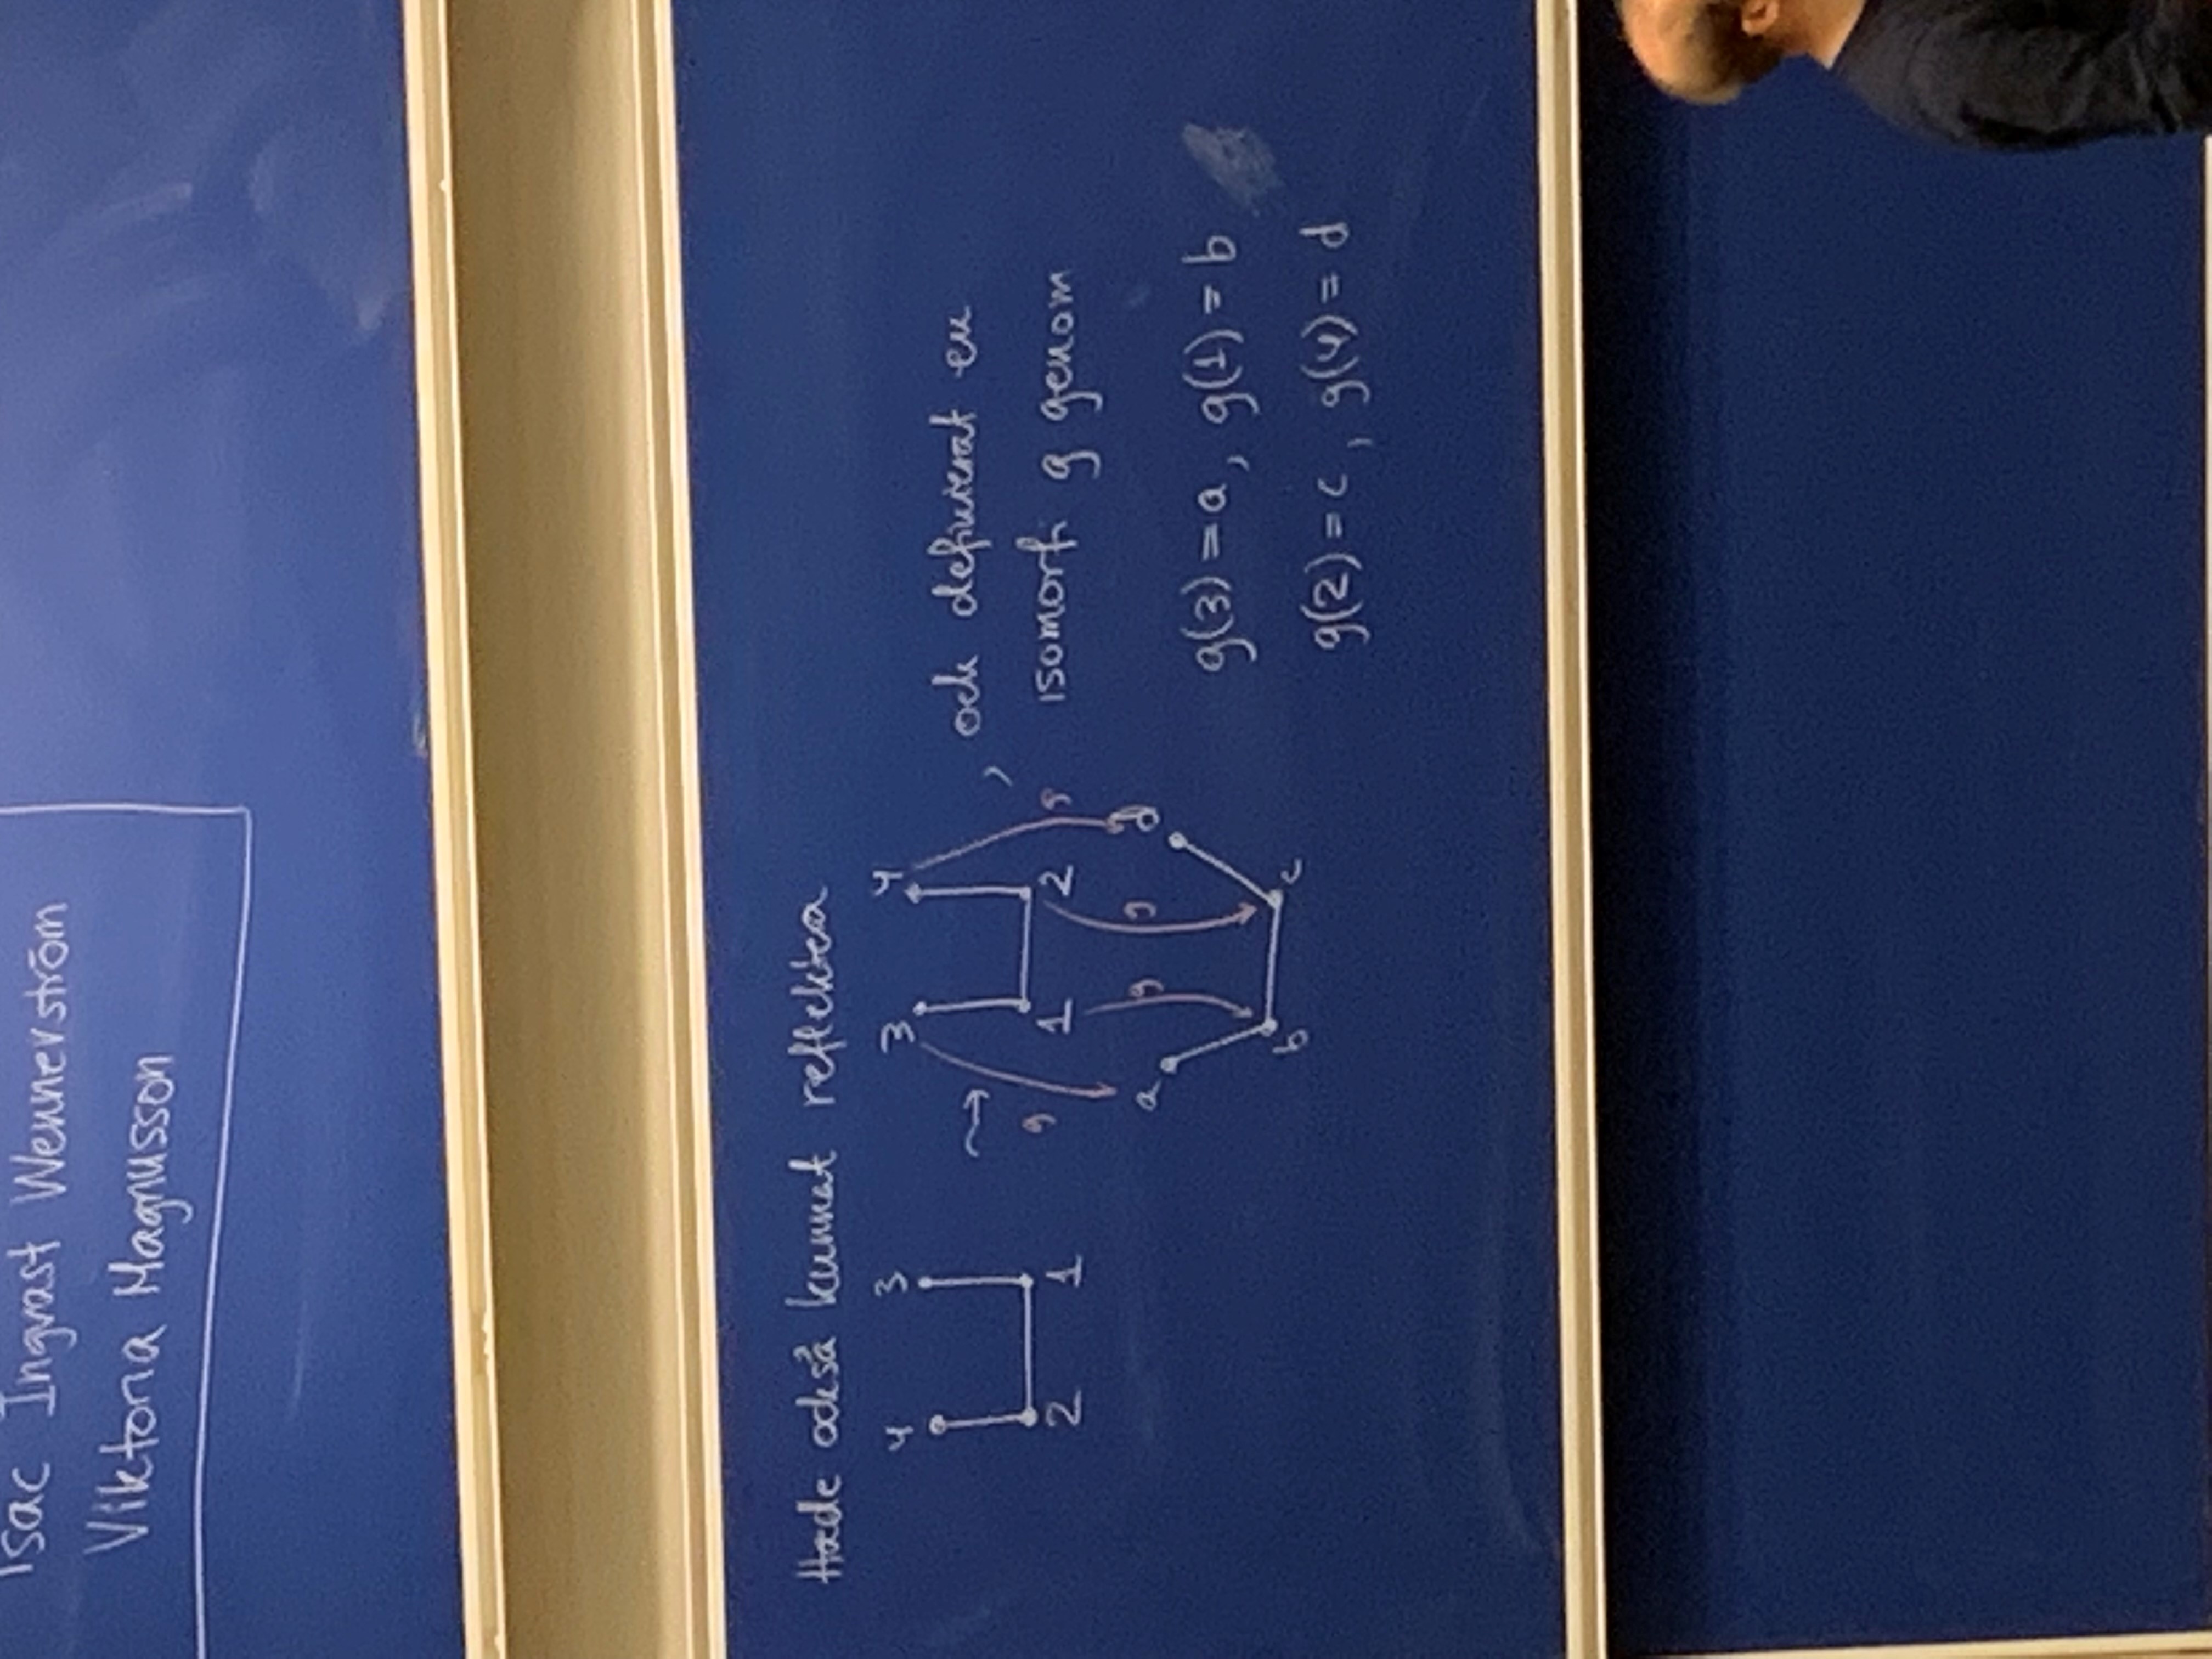 Isac Ingvast Wennerström
Viktoria Magnusson
Hade också kunnat reflektera
4 3
2 1
⇝
3 4
1 2
g g g g
a d
b c
, och definierat en
isomorfi g genom
g(3) = a, g(1) = b
g(2) = c, g(4) = d